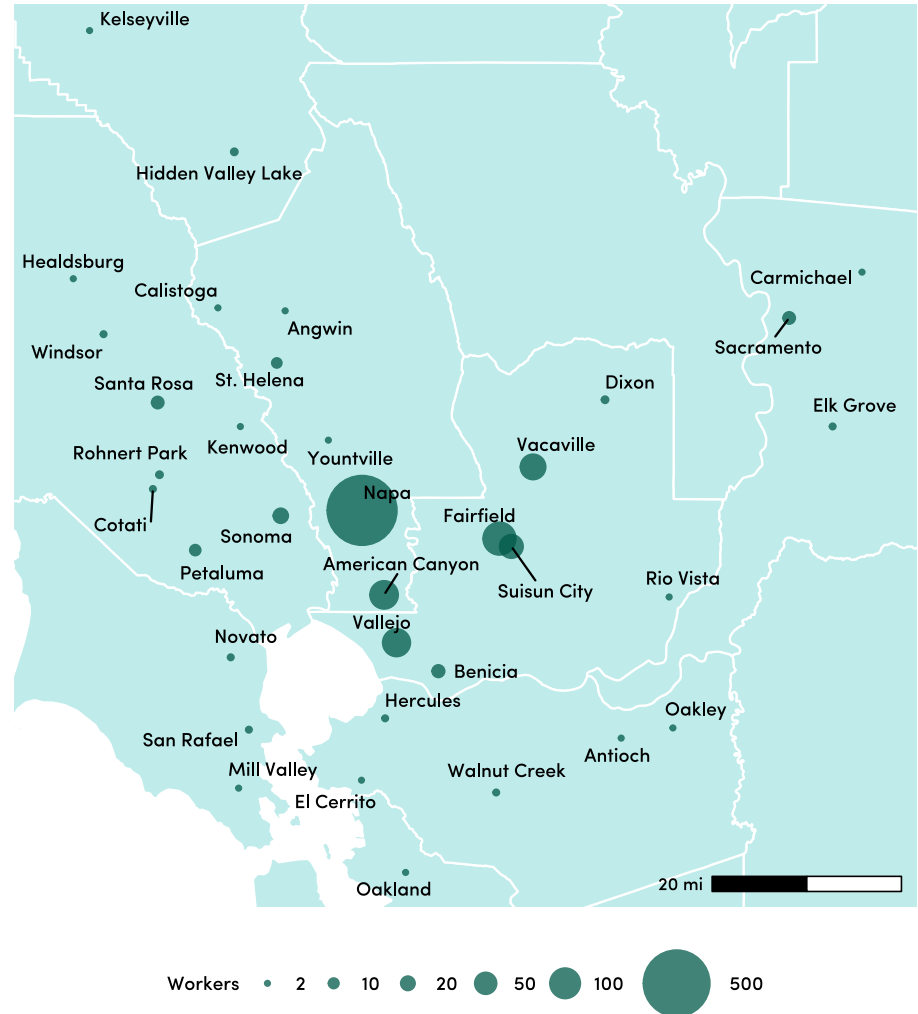 Kelseyville
Hidden Valley Lake
Healdsburg
Carmichael
Calistoga
Angwin
Windsor
Sacramento
St. Helena
Santa Rosa
Dixon
Elk Grove
Vacaville
Kenwood
Rohnert Park
Yountville
Napa
Fairfield
Cotati
Sonoma
American Canyon
Petaluma
Rio Vista
Suisun City
Vallejo
Novato
Benicia
Hercules
Oakley
San Rafael
Antioch
Mill Valley
Walnut Creek
El Cerrito
20 mi
Oakland
Workers 2 10 20 50 100 500